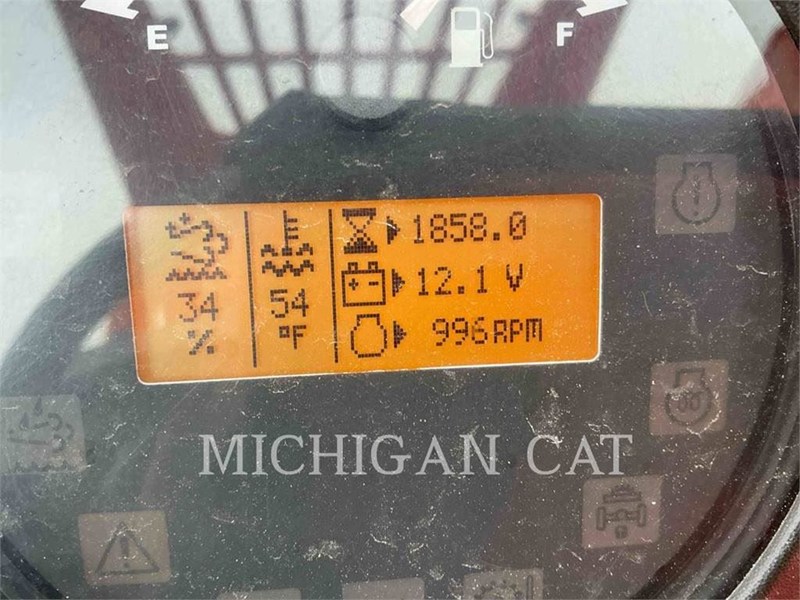 E F
1858.0
12.1 V
34 % 54 °F 996RPM
MICHIGAN CAT